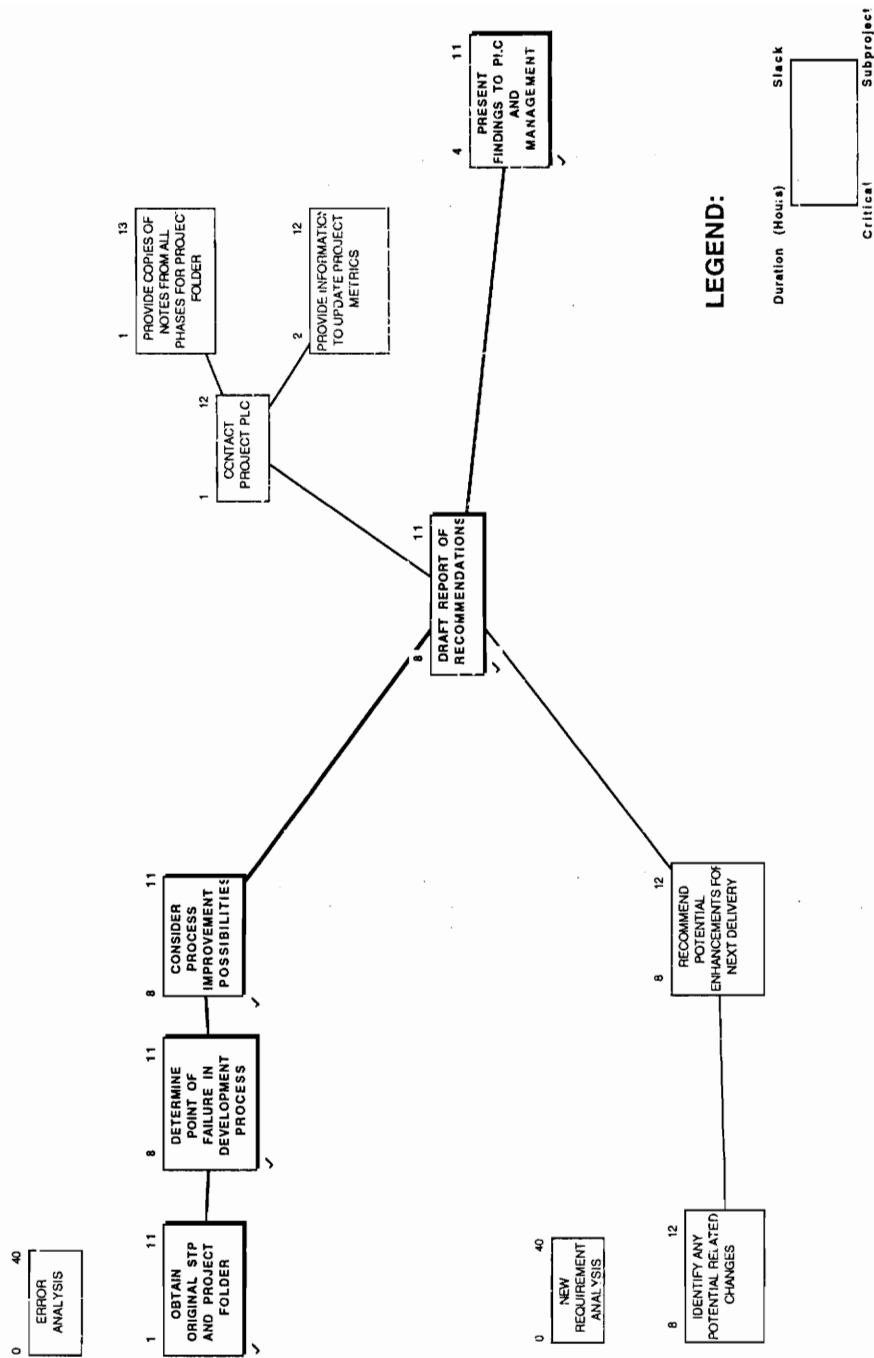 0 40
ERROR
ANALYSIS
1 11
OBTAIN
ORIGINAL STP
AND PROJECT
FOLDER
8 11
DETERMINE
POINT OF
FAILURE IN
DEVELOPMENT
PROCESS
8 11
CONSIDER
PROCESS
IMPROVEMENT
POSSIBILITIES
0 40
NEW
REQUIREMENT
ANALYSIS
8 12
IDENTIFY ANY
POTENTIAL RELATED
CHANGES
8 12
RECOMMEND
POTENTIAL
ENHANCEMENTS FOR
NEXT DELIVERY
8 11
DRAFT REPORT OF
RECOMMENDATIONS
1 12
CONTACT
PROJECT PLC
1 13
PROVIDE COPIES OF
NOTES FROM ALL
PHASES FOR PROJECT
FOLDER
2 12
PROVIDE INFORMATION
TO UPDATE PROJECT
METRICS
4 11
PRESENT
FINDINGS TO PLC
AND
MANAGEMENT
LEGEND:
Duration (Hours) Slack
Critical Subproject